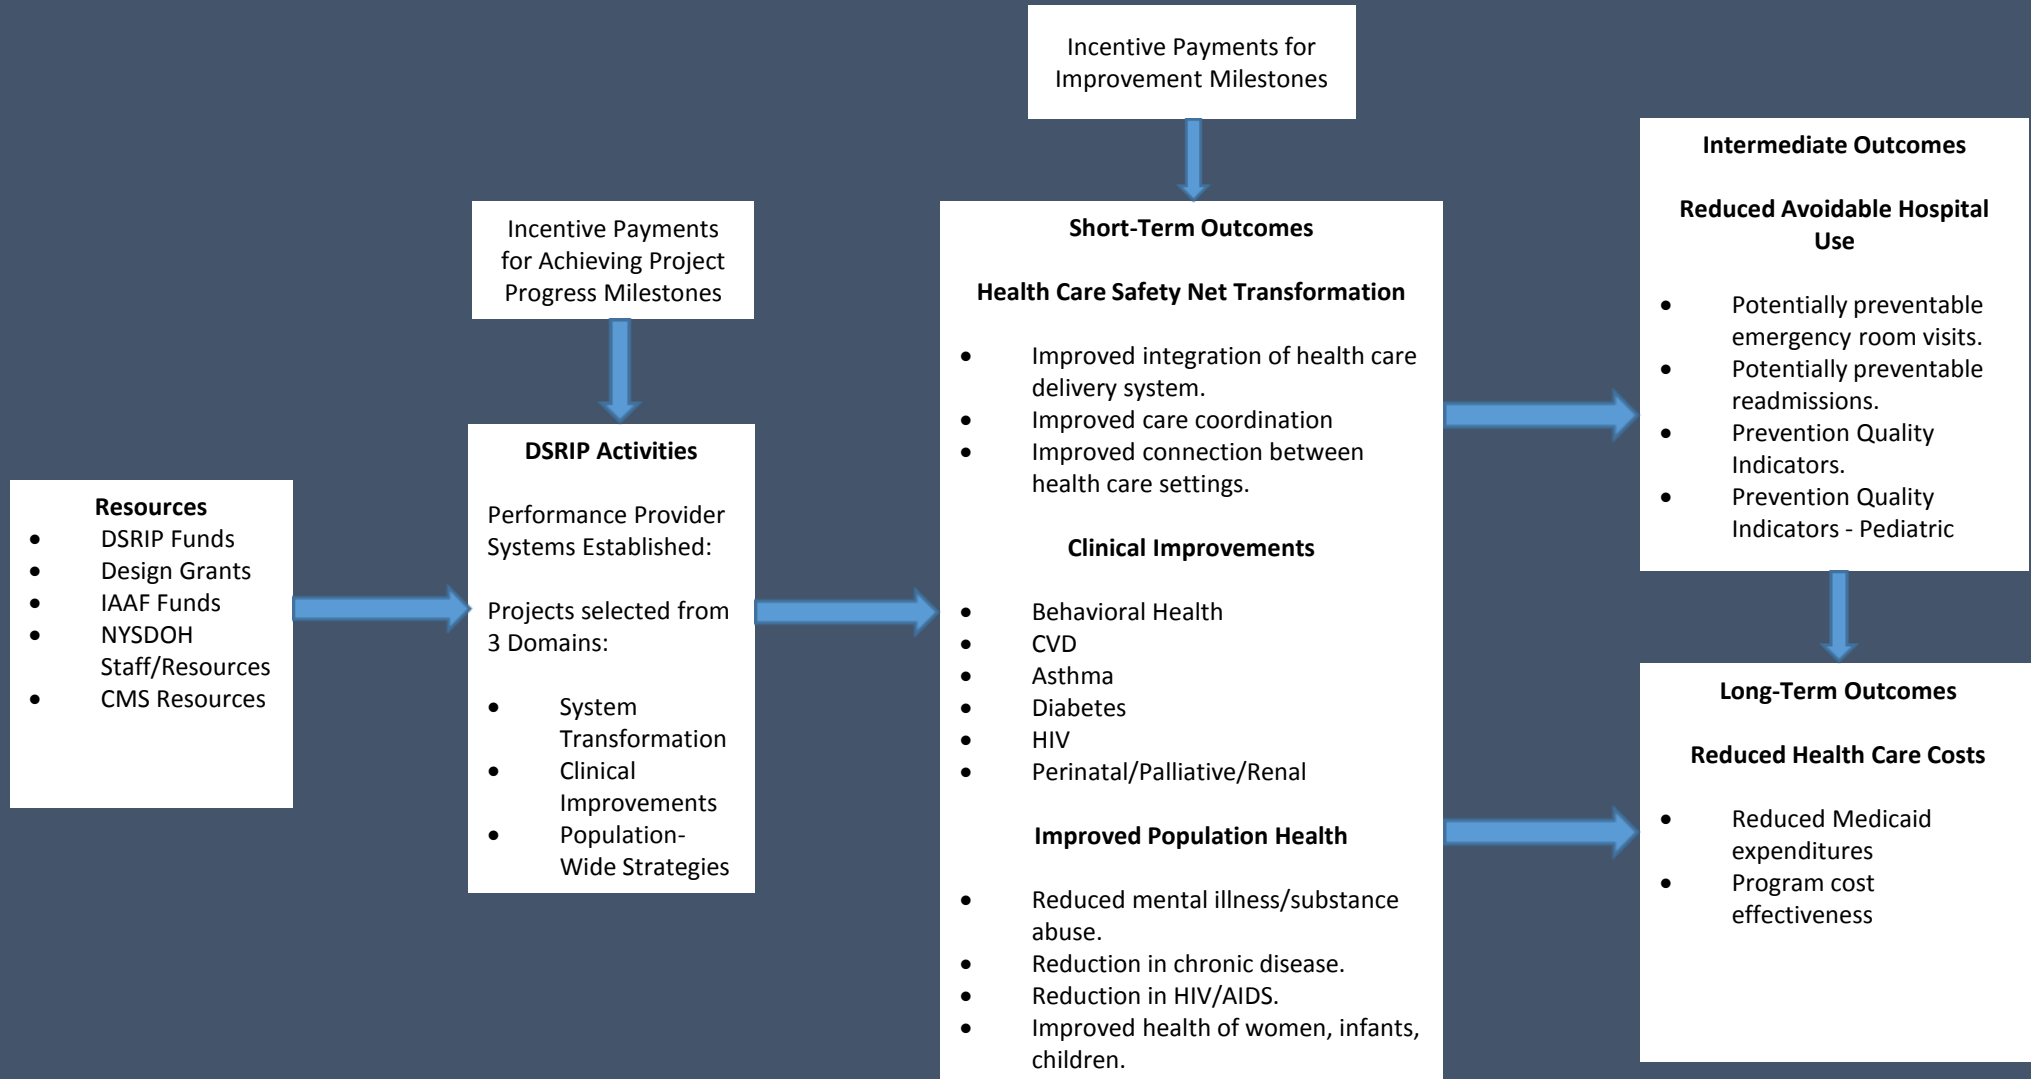 Incentive Payments for
Improvement Milestones
Incentive Payments
for Achieving Project
Progress Milestones
Resources
• DSRIP Funds
• Design Grants
• IAAF Funds
• NYSDOH
Staff/Resources
• CMS Resources
DSRIP Activities
Performance Provider
Systems Established:
Projects selected from
3 Domains:
• System
Transformation
• Clinical
Improvements
• Population-
Wide Strategies
Short-Term Outcomes
Health Care Safety Net Transformation
• Improved integration of health care
delivery system.
• Improved care coordination
• Improved connection between
health care settings.
Clinical Improvements
• Behavioral Health
• CVD
• Asthma
• Diabetes
• HIV
• Perinatal/Palliative/Renal
Improved Population Health
• Reduced mental illness/substance
abuse.
• Reduction in chronic disease.
• Reduction in HIV/AIDS.
• Improved health of women, infants,
children.
Intermediate Outcomes
Reduced Avoidable Hospital
Use
• Potentially preventable
emergency room visits.
• Potentially preventable
readmissions.
• Prevention Quality
Indicators.
• Prevention Quality
Indicators - Pediatric
Long-Term Outcomes
Reduced Health Care Costs
• Reduced Medicaid
expenditures
• Program cost
effectiveness